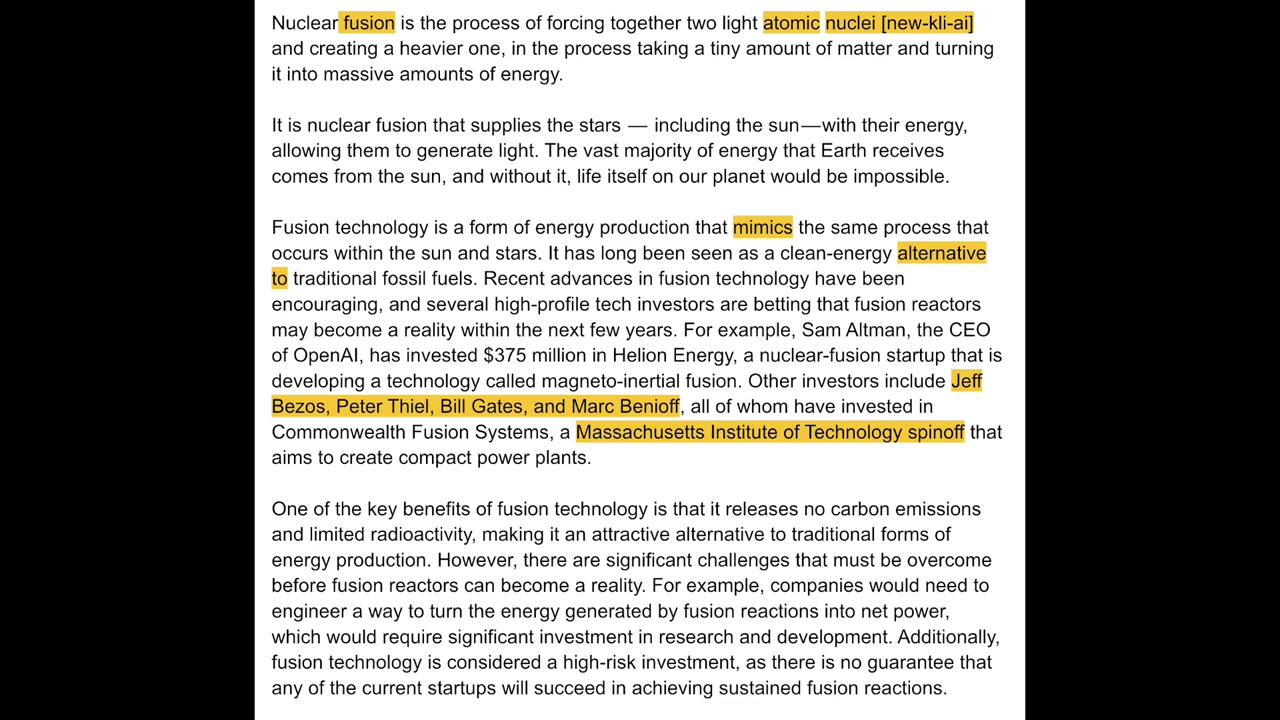 Nuclear fusion is the process of forcing together two light atomic nuclei [new-kli-ai]
and creating a heavier one, in the process taking a tiny amount of matter and turning
it into massive amounts of energy.
It is nuclear fusion that supplies the stars — including the sun—with their energy,
allowing them to generate light. The vast majority of energy that Earth receives
comes from the sun, and without it, life itself on our planet would be impossible.
Fusion technology is a form of energy production that mimics the same process that
occurs within the sun and stars. It has long been seen as a clean-energy alternative
to traditional fossil fuels. Recent advances in fusion technology have been
encouraging, and several high-profile tech investors are betting that fusion reactors
may become a reality within the next few years. For example, Sam Altman, the CEO
of OpenAI, has invested $375 million in Helion Energy, a nuclear-fusion startup that is
developing a technology called magneto-inertial fusion. Other investors include Jeff
Bezos, Peter Thiel, Bill Gates, and Marc Benioff, all of whom have invested in
Commonwealth Fusion Systems, a Massachusetts Institute of Technology spinoff that
aims to create compact power plants.
One of the key benefits of fusion technology is that it releases no carbon emissions
and limited radioactivity, making it an attractive alternative to traditional forms of
energy production. However, there are significant challenges that must be overcome
before fusion reactors can become a reality. For example, companies would need to
engineer a way to turn the energy generated by fusion reactions into net power,
which would require significant investment in research and development. Additionally,
fusion technology is considered a high-risk investment, as there is no guarantee that
any of the current startups will succeed in achieving sustained fusion reactions.